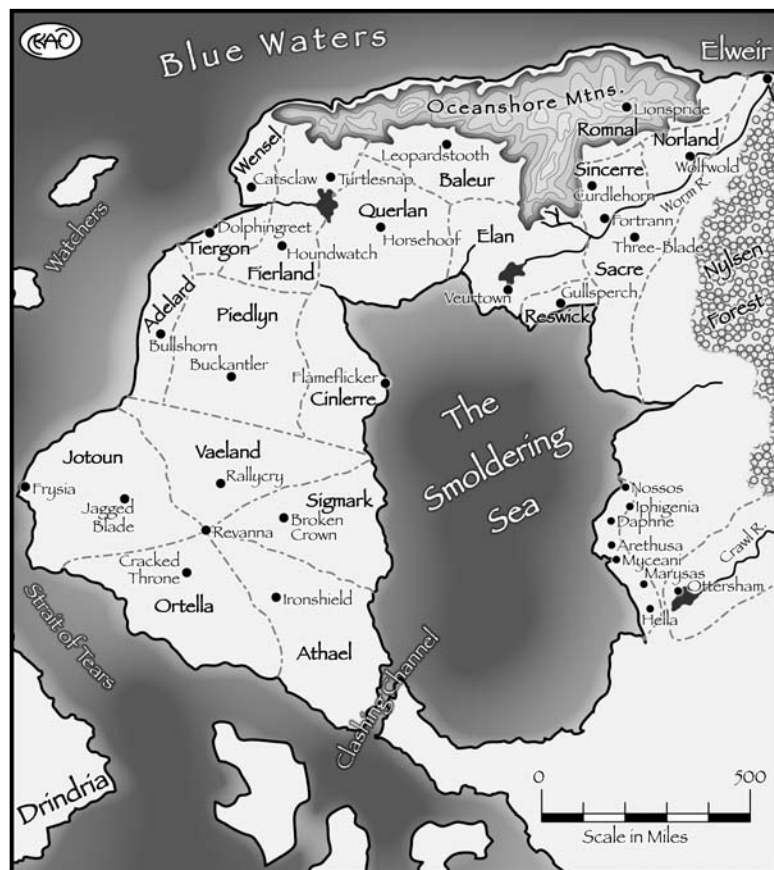 CKAC
Blue Waters
Elweir
Oceanshore Mtns.
Lionspride
Romnal
Norland
Wensel
Leopardstooth
Wolfwold
Catsclaw
Turtlesnap
Baleur
Sincerre
Curdlehorn
Worm R.
Watchers
Dolphingreet
Querlan
Fortrann
Tiergon
Houndwatch
Horsehoof
Elan
Three-Blade
Fierland
Sacre
Nylsen
Forest
Adelard
Piedlyn
Veurtown
Gullsperch
Reswick
Bullshorn
Buckantler
Flameflicker
Cinlerre
The
Smoldering
Sea
Jotoun
Vaeland
Frysia
Rallycry
Sigmark
Nossos
Jagged
Blade
Iphigenia
Daphne
Broken
Crown
Revanna
Crawl R.
Arethusa
Myceani
Cracked
Throne
Marysas
Ottersham
Ortella
Ironshield
Hella
Strait of Tears
Athael
Clashing Channel
Drindria
0
500
Scale in Miles